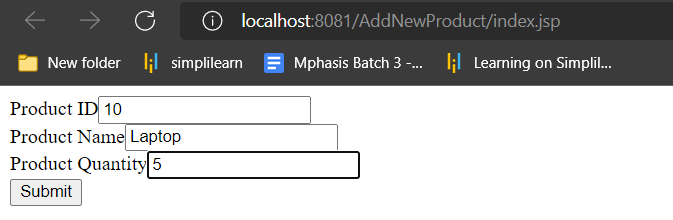 localhost:8081/AddNewProduct/index.jsp
New folder simplilearn Mphasis Batch 3 -... Learning on Simplil...
Product ID 10
Product Name Laptop
Product Quantity 5
Submit